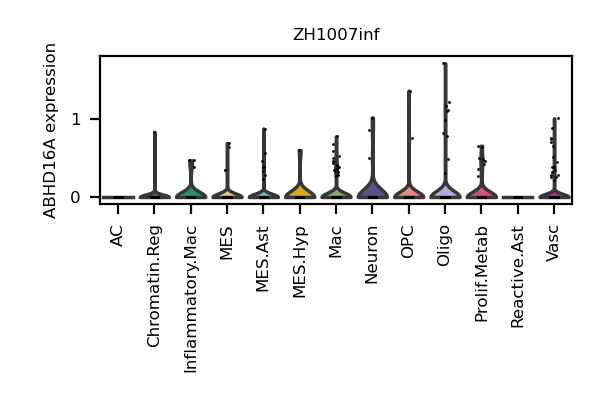 ZH1007inf
ABHD16A expression
1
0
AC
Chromatin.Reg
Inflammatory.Mac
MES
MES.Ast
MES.Hyp
Mac
Neuron
OPC
Oligo
Prolif.Metab
Reactive.Ast
Vasc